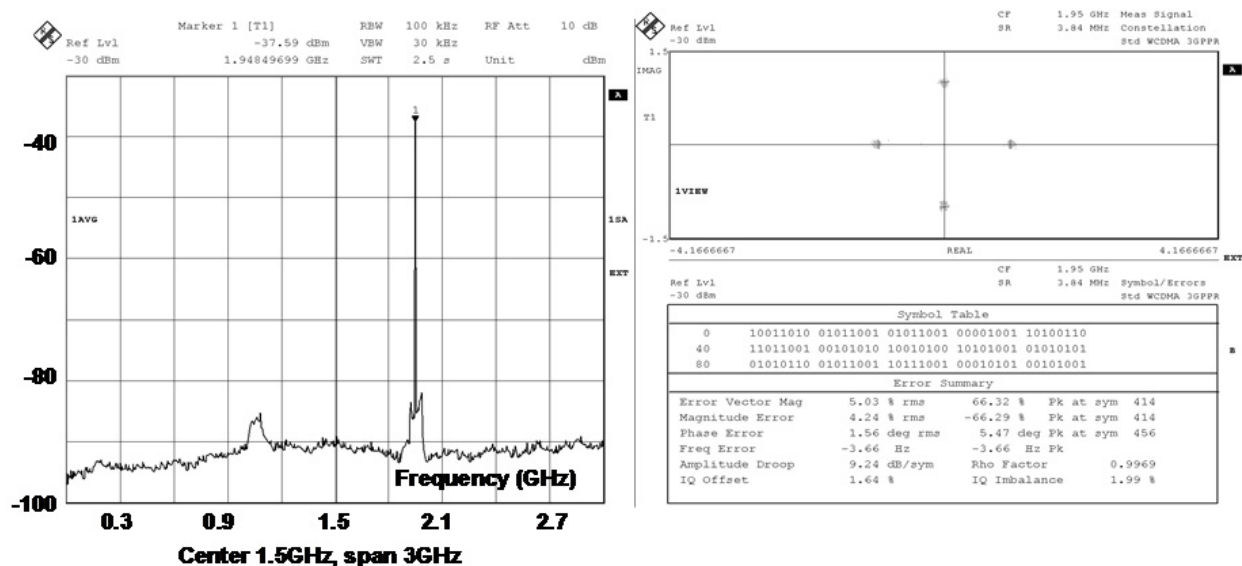 Marker 1 [T1] RBW 100 kHz RF Att 10 dB
Ref Lvl -37.59 dBm VBW 30 kHz
-30 dBm 1.94849699 GHz SWT 2.5 s Unit dBm
1
A
-40
1AVG 1SA
-60
EXT
-80
Frequency (GHz)
-100
0.3 0.9 1.5 2.1 2.7
Center 1.5GHz, span 3GHz
CF 1.95 GHz Meas Signal
Ref Lvl SR 3.84 MHz Constellation
-30 dBm Std WCDMA 3GPPR
1.5
IMAG A
T1
1VIEW
-1.5
-4.1666667 REAL 4.1666667
EXT
CF 1.95 GHz
Ref Lvl SR 3.84 MHz Symbol/Errors
-30 dBm Std WCDMA 3GPPR
Symbol Table
0 10011010 01011001 01011001 00001001 10100110
40 11011001 00101010 10010100 10101001 01010101
80 01010110 01011001 10111001 00010101 00101001
B
Error Summary
Error Vector Mag 5.03 % rms 66.32 % Pk at sym 414
Magnitude Error 4.24 % rms -66.29 % Pk at sym 414
Phase Error 1.56 deg rms 5.47 deg Pk at sym 456
Freq Error -3.66 Hz -3.66 Hz Pk
Amplitude Droop 9.24 dB/sym Rho Factor 0.9969
IQ Offset 1.64 % IQ Imbalance 1.99 %